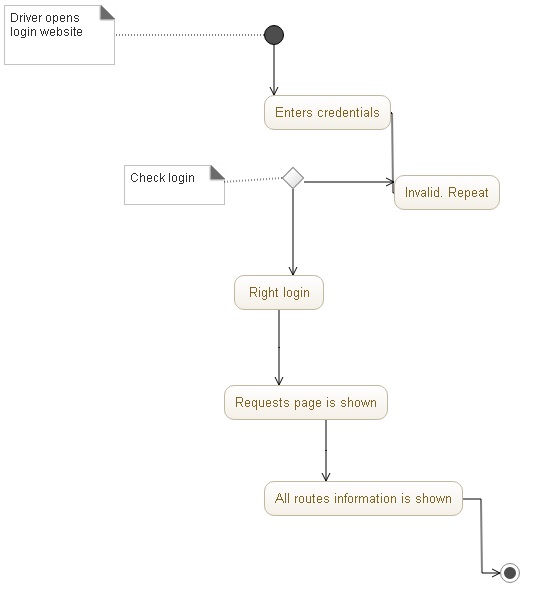 Driver opens
login website
Enters credentials
Check login
Invalid. Repeat
Right login
Requests page is shown
All routes information is shown